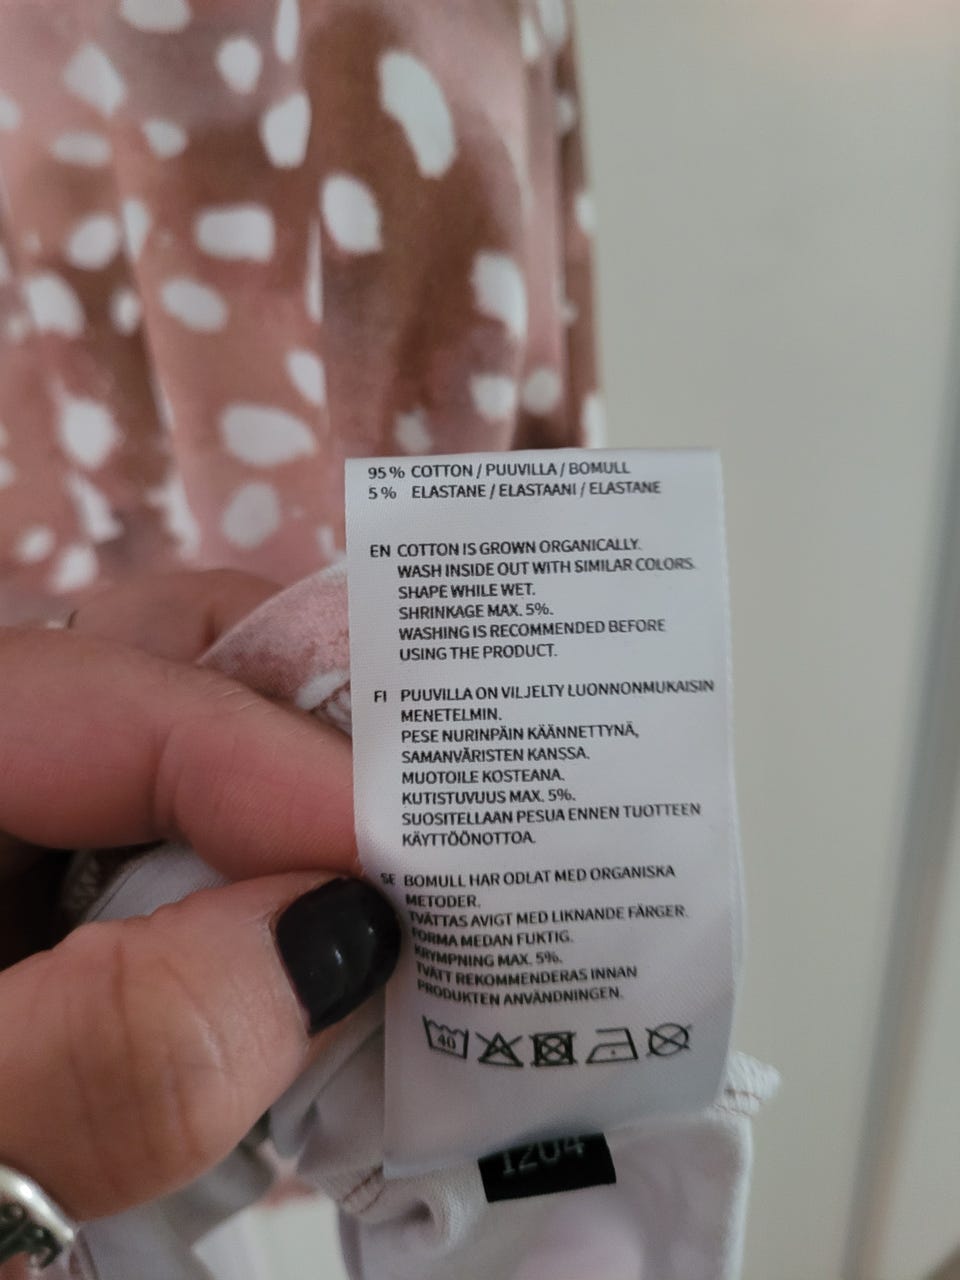 95% COTTON / PUUVILLA / BOMULL
5% ELASTANE / ELASTAANI / ELASTANE
EN COTTON IS GROWN ORGANICALLY.
WASH INSIDE OUT WITH SIMILAR COLORS.
SHAPE WHILE WET.
SHRINKAGE MAX. 5%.
WASHING IS RECOMMENDED BEFORE
USING THE PRODUCT.
FI PUUVILLA ON VILJELTY LUONNONMUKAISIN
MENETELMIN.
PESE NURINPÄIN KÄÄNNETTYNÄ,
SAMANVÄRISTEN KANSSA.
MUOTOILE KOSTEANA.
KUTISTUVUUS MAX. 5%.
SUOSITELLAAN PESUA ENNEN TUOTTEEN
KÄYTTÖÖNOTTOA.
SE BOMULL HAR ODLAT MED ORGANISKA
METODER.
TVÄTTAS AVIGT MED LIKNANDE FÄRGER.
FORMA MEDAN FUKTIG.
KRYMPNING MAX. 5%.
TVÄTT REKOMMENDERAS INNAN
PRODUKTEN ANVÄNDNINGEN.
40
1204